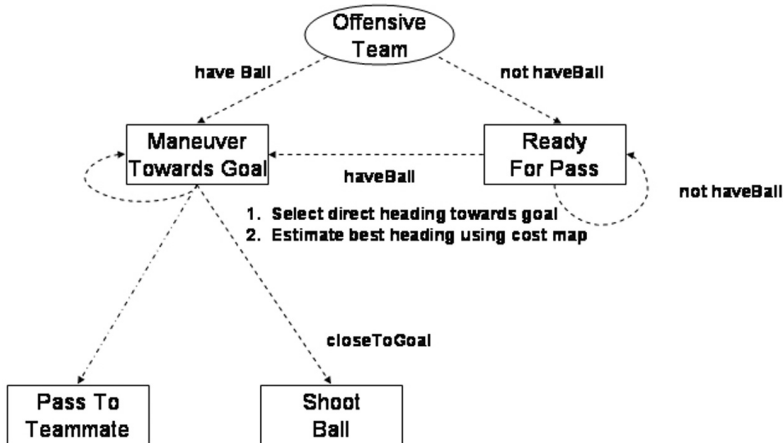 Offensive
Team
have Ball
not haveBall
Maneuver
Towards Goal
Ready
For Pass
haveBall
not haveBall
1. Select direct heading towards goal
2. Estimate best heading using cost map
closeToGoal
Pass To
Teammate
Shoot
Ball